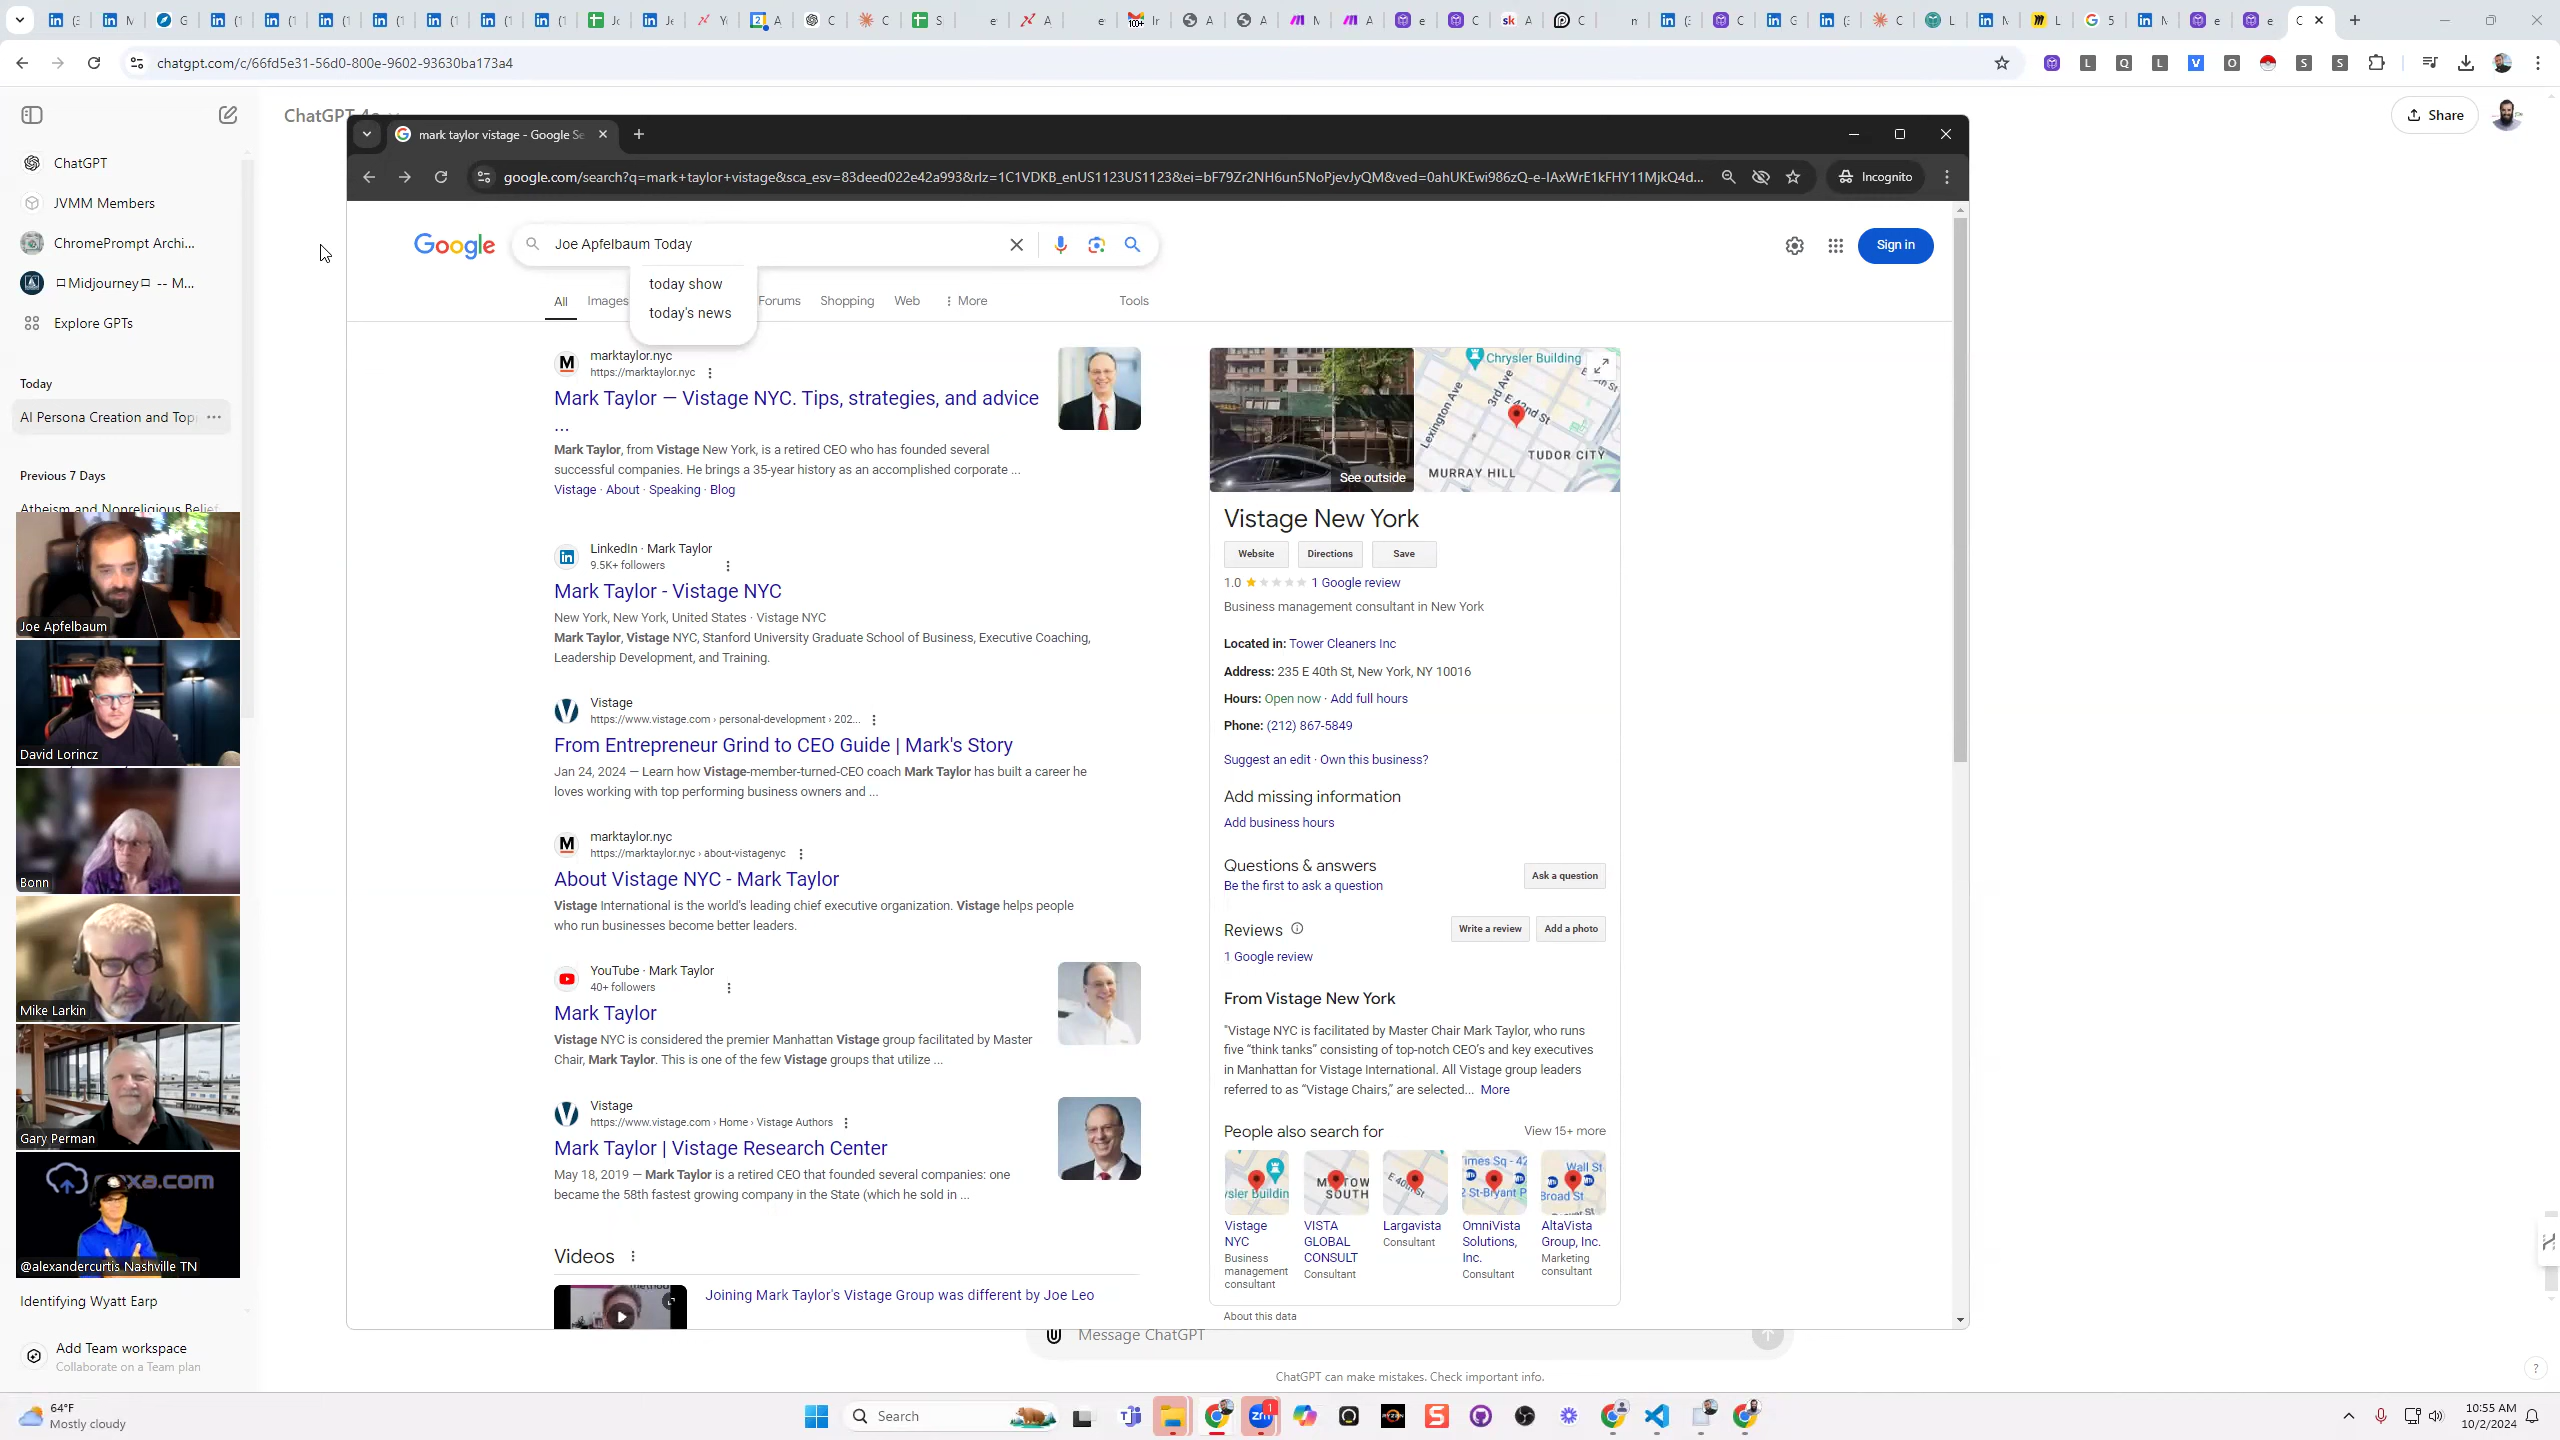 chatgpt.com/c/66fd5e31-56d0-800e-9602-93630ba173a4
ChatGPT
Share
ChatGPT
JVMM Members
ChromePrompt Archi...
Midjourney -- M...
Explore GPTs
Today
AI Persona Creation and Top
Previous 7 Days
Atheism and Nonreligious Belief
Joe Apfelbaum
David Lorincz
Bonn
Mike Larkin
Gary Perman
xa.com
@alexandercurtis Nashville TN
Identifying Wyatt Earp
Add Team workspace
Collaborate on a Team plan
mark taylor vistage - Google Se
google.com/search?q=mark+taylor+vistage&sca_esv=83deed022e42a993&rlz=1C1VDKB_enUS1123US1123&ei=bF79Zr2NH6un5NoPjevJyQM&ved=0ahUKEwi986zQ-e-IAxWrE1kFHY11MjkQ4d...
Incognito
Google
Joe Apfelbaum Today
Sign in
today show
today's news
All
Images
Forums
Shopping
Web
More
Tools
marktaylor.nyc
https://marktaylor.nyc
Mark Taylor — Vistage NYC. Tips, strategies, and advice
...
Mark Taylor, from Vistage New York, is a retired CEO who has founded several
successful companies. He brings a 35-year history as an accomplished corporate ...
Vistage · About · Speaking · Blog
LinkedIn · Mark Taylor
9.5K+ followers
Mark Taylor - Vistage NYC
New York, New York, United States · Vistage NYC
Mark Taylor, Vistage NYC, Stanford University Graduate School of Business, Executive Coaching,
Leadership Development, and Training.
Vistage
https://www.vistage.com › personal-development › 202...
From Entrepreneur Grind to CEO Guide | Mark's Story
Jan 24, 2024 — Learn how Vistage-member-turned-CEO coach Mark Taylor has built a career he
loves working with top performing business owners and ...
marktaylor.nyc
https://marktaylor.nyc › about-vistagenyc
About Vistage NYC - Mark Taylor
Vistage International is the world's leading chief executive organization. Vistage helps people
who run businesses become better leaders.
YouTube · Mark Taylor
40+ followers
Mark Taylor
Vistage NYC is considered the premier Manhattan Vistage group facilitated by Master
Chair, Mark Taylor. This is one of the few Vistage groups that utilize ...
Vistage
https://www.vistage.com › Home › Vistage Authors
Mark Taylor | Vistage Research Center
May 18, 2019 — Mark Taylor is a retired CEO that founded several companies: one
became the 58th fastest growing company in the State (which he sold in ...
Videos
Joining Mark Taylor's Vistage Group was different by Joe Leo
See outside
Chrysler Building
Lexington Ave
3rd Ave
E 42nd St
TUDOR CITY
MURRAY HILL
Vistage New York
Website
Directions
Save
1.0
1 Google review
Business management consultant in New York
Located in: Tower Cleaners Inc
Address: 235 E 40th St, New York, NY 10016
Hours: Open now · Add full hours
Phone: (212) 867-5849
Suggest an edit · Own this business?
Add missing information
Add business hours
Questions & answers
Be the first to ask a question
Ask a question
Reviews
Write a review
Add a photo
1 Google review
From Vistage New York
"Vistage NYC is facilitated by Master Chair Mark Taylor, who runs
five “think tanks” consisting of top-notch CEO’s and key executives
in Manhattan for Vistage International. All Vistage group leaders
referred to as “Vistage Chairs,” are selected... More
People also search for
View 15+ more
Vistage NYC
Business management consultant
VISTA GLOBAL CONSULT
Consultant
Largavista
Consultant
OmniVista Solutions, Inc.
Consultant
AltaVista Group, Inc.
Marketing consultant
About this data
Message ChatGPT
ChatGPT can make mistakes. Check important info.
64°F
Mostly cloudy
Search
10:55 AM
10/2/2024